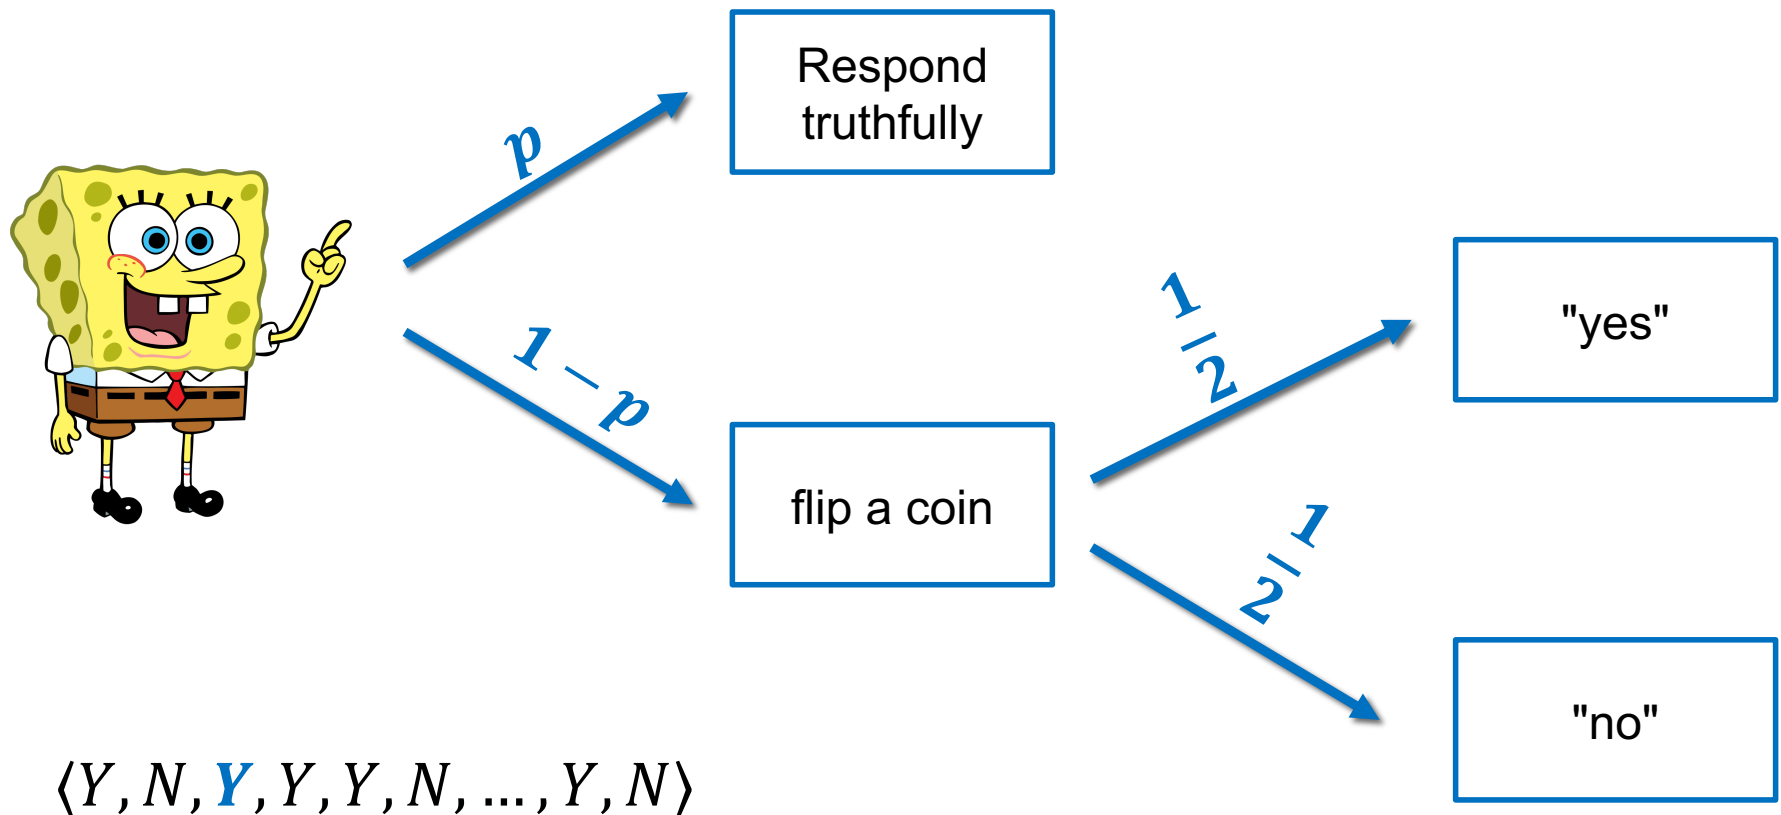 Respond
truthfully
p
1 − p
flip a coin
1/2
"yes"
1/2
"no"
⟨Y, N, Y, Y, Y, N, …, Y, N⟩